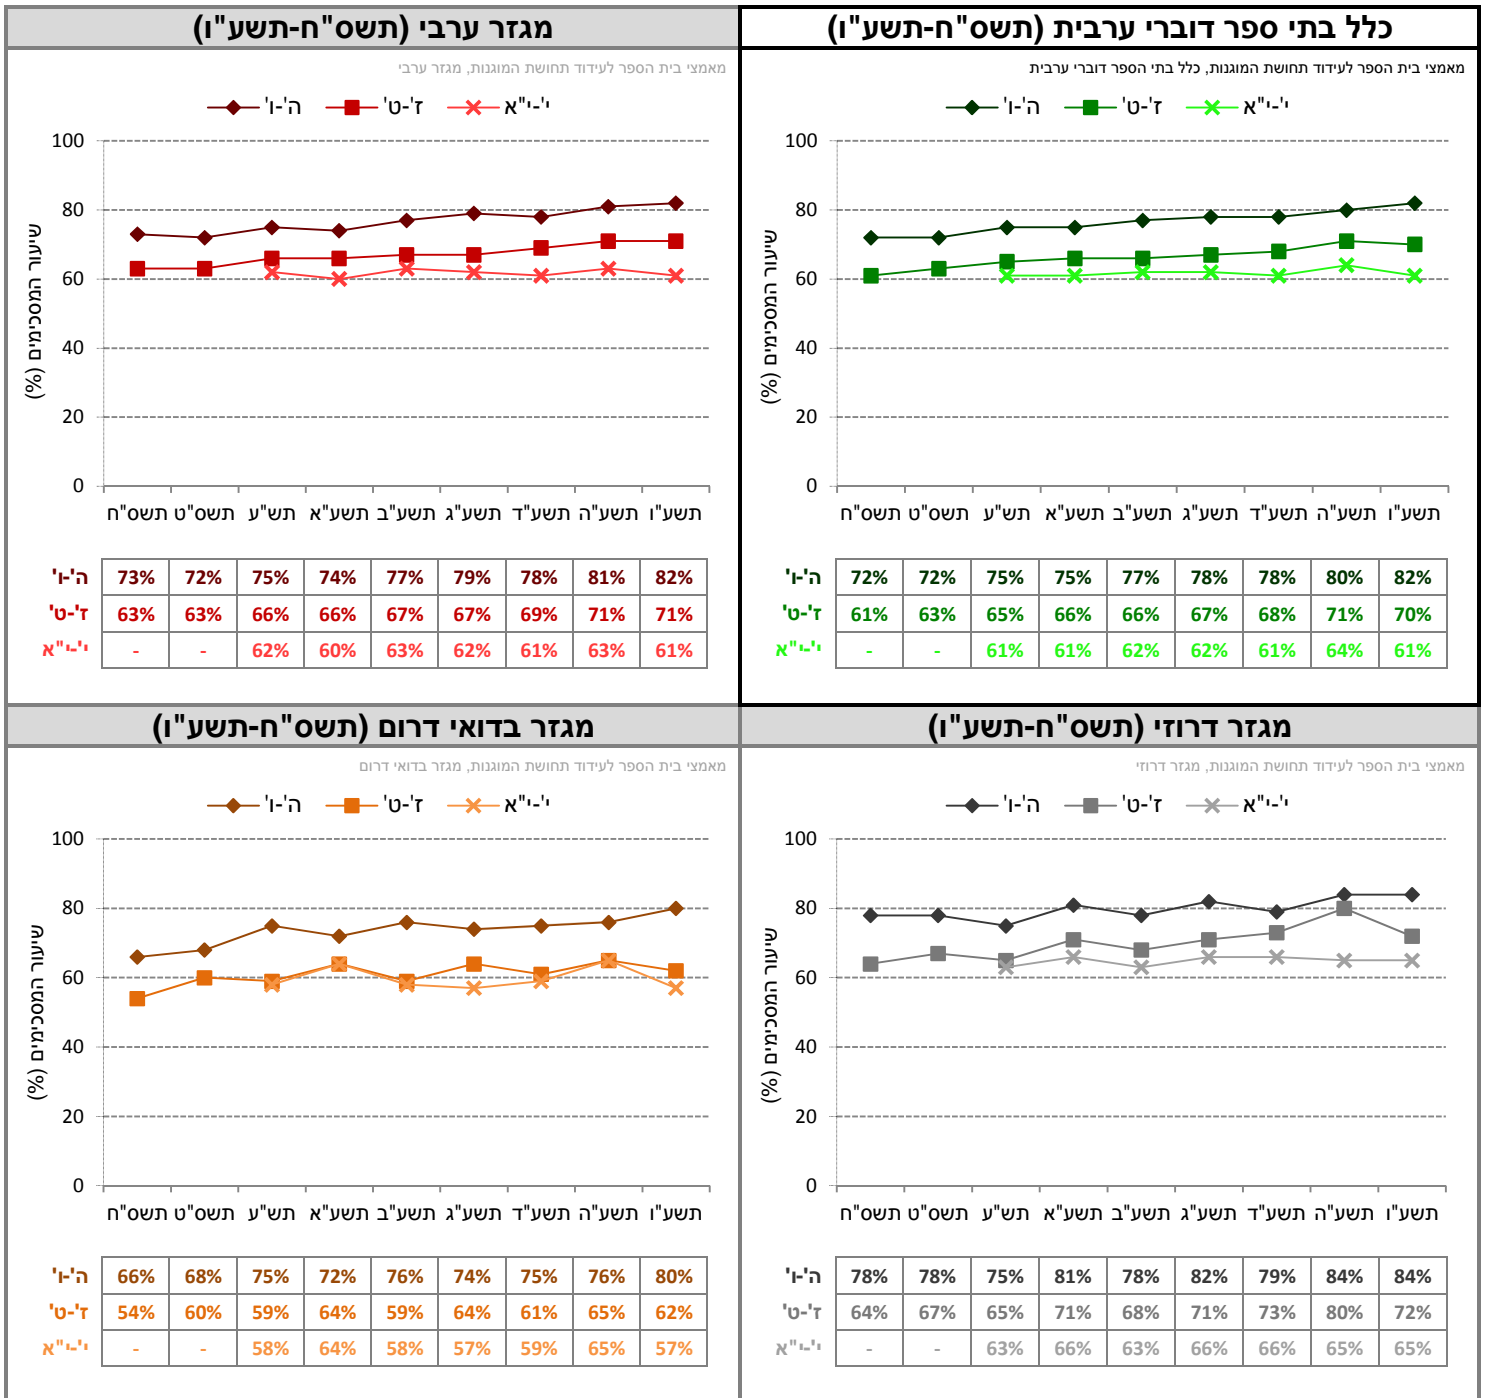 כלל בתי ספר דוברי ערבית (תשס"ח-תשע"ו)
מאמצי בית הספר לעידוד תחושת המוגנות, כלל בתי הספר דוברי ערבית
ה'-ו' ז'-ט' י'-י"א
שיעור המסכימים (%)
100
80
60
40
20
0
תשס"ח תשס"ט תש"ע תשע"א תשע"ב תשע"ג תשע"ד תשע"ה תשע"ו
ה'-ו' 72% 72% 75% 75% 77% 78% 78% 80% 82%
ז'-ט' 61% 63% 65% 66% 66% 67% 68% 71% 70%
י'-י"א - - 61% 61% 62% 62% 61% 64% 61%
מגזר ערבי (תשס"ח-תשע"ו)
מאמצי בית הספר לעידוד תחושת המוגנות, מגזר ערבי
ה'-ו' ז'-ט' י'-י"א
שיעור המסכימים (%)
100
80
60
40
20
0
תשס"ח תשס"ט תש"ע תשע"א תשע"ב תשע"ג תשע"ד תשע"ה תשע"ו
ה'-ו' 73% 72% 75% 74% 77% 79% 78% 81% 82%
ז'-ט' 63% 63% 66% 66% 67% 67% 69% 71% 71%
י'-י"א - - 62% 60% 63% 62% 61% 63% 61%
מגזר דרוזי (תשס"ח-תשע"ו)
מאמצי בית הספר לעידוד תחושת המוגנות, מגזר דרוזי
ה'-ו' ז'-ט' י'-י"א
שיעור המסכימים (%)
100
80
60
40
20
0
תשס"ח תשס"ט תש"ע תשע"א תשע"ב תשע"ג תשע"ד תשע"ה תשע"ו
ה'-ו' 78% 78% 75% 81% 78% 82% 79% 84% 84%
ז'-ט' 64% 67% 65% 71% 68% 71% 73% 80% 72%
י'-י"א - - 63% 66% 63% 66% 66% 65% 65%
מגזר בדואי דרום (תשס"ח-תשע"ו)
מאמצי בית הספר לעידוד תחושת המוגנות, מגזר בדואי דרום
ה'-ו' ז'-ט' י'-י"א
שיעור המסכימים (%)
100
80
60
40
20
0
תשס"ח תשס"ט תש"ע תשע"א תשע"ב תשע"ג תשע"ד תשע"ה תשע"ו
ה'-ו' 66% 68% 75% 72% 76% 74% 75% 76% 80%
ז'-ט' 54% 60% 59% 64% 59% 64% 61% 65% 62%
י'-י"א - - 58% 64% 58% 57% 59% 65% 57%